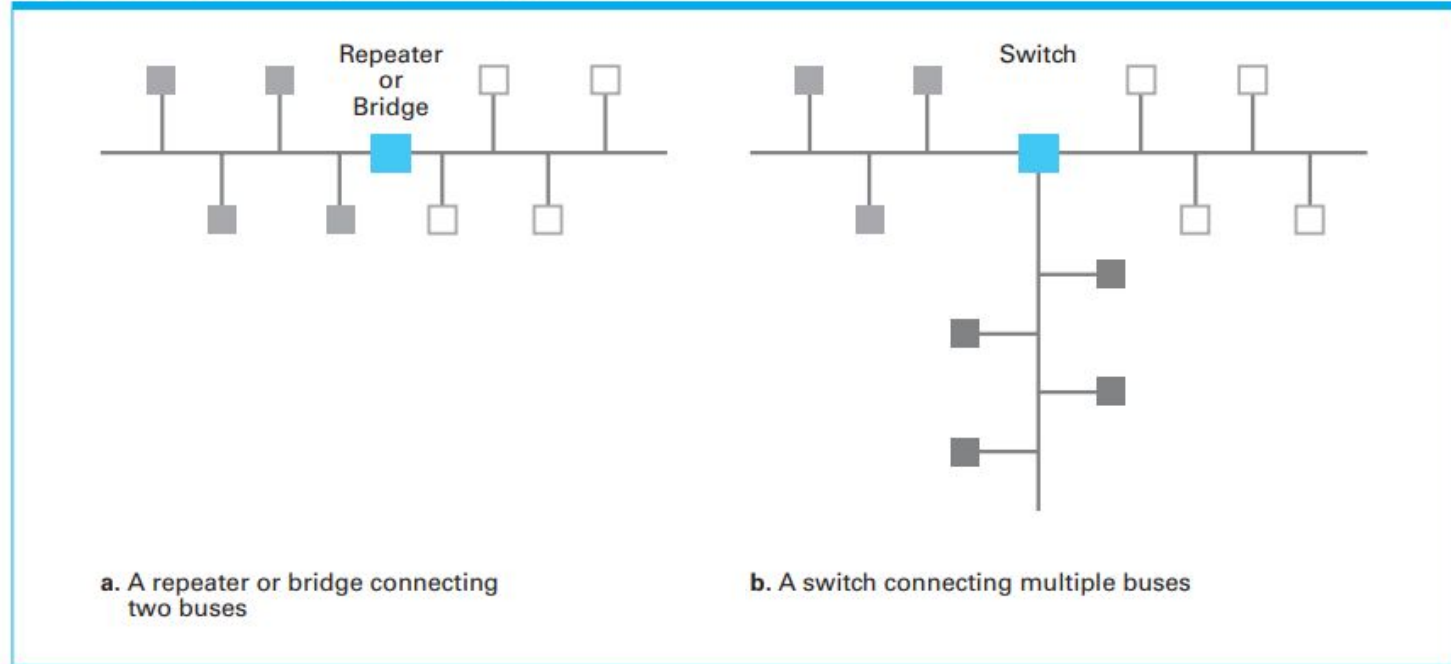 Repeater
or
Bridge
Switch
a. A repeater or bridge connecting
two buses
b. A switch connecting multiple buses